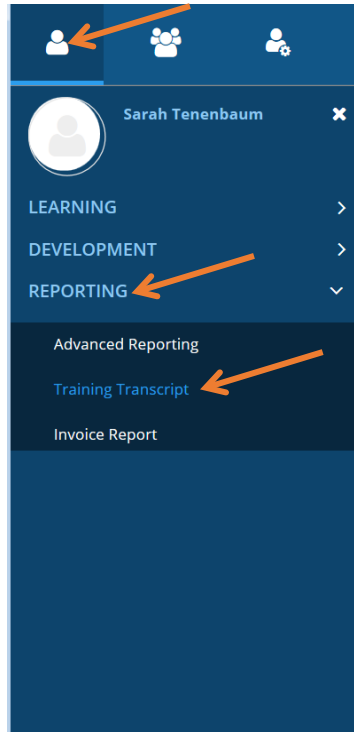 Sarah Tenenbaum
LEARNING
DEVELOPMENT
REPORTING
Advanced Reporting
Training Transcript
Invoice Report